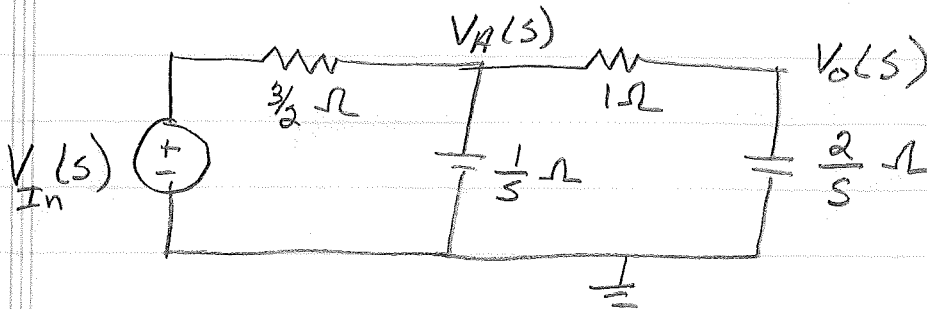 V_A(s)
V_o(s)
3/2 Ω
1Ω
V_In(s)
+
-
1/s Ω
2/s Ω